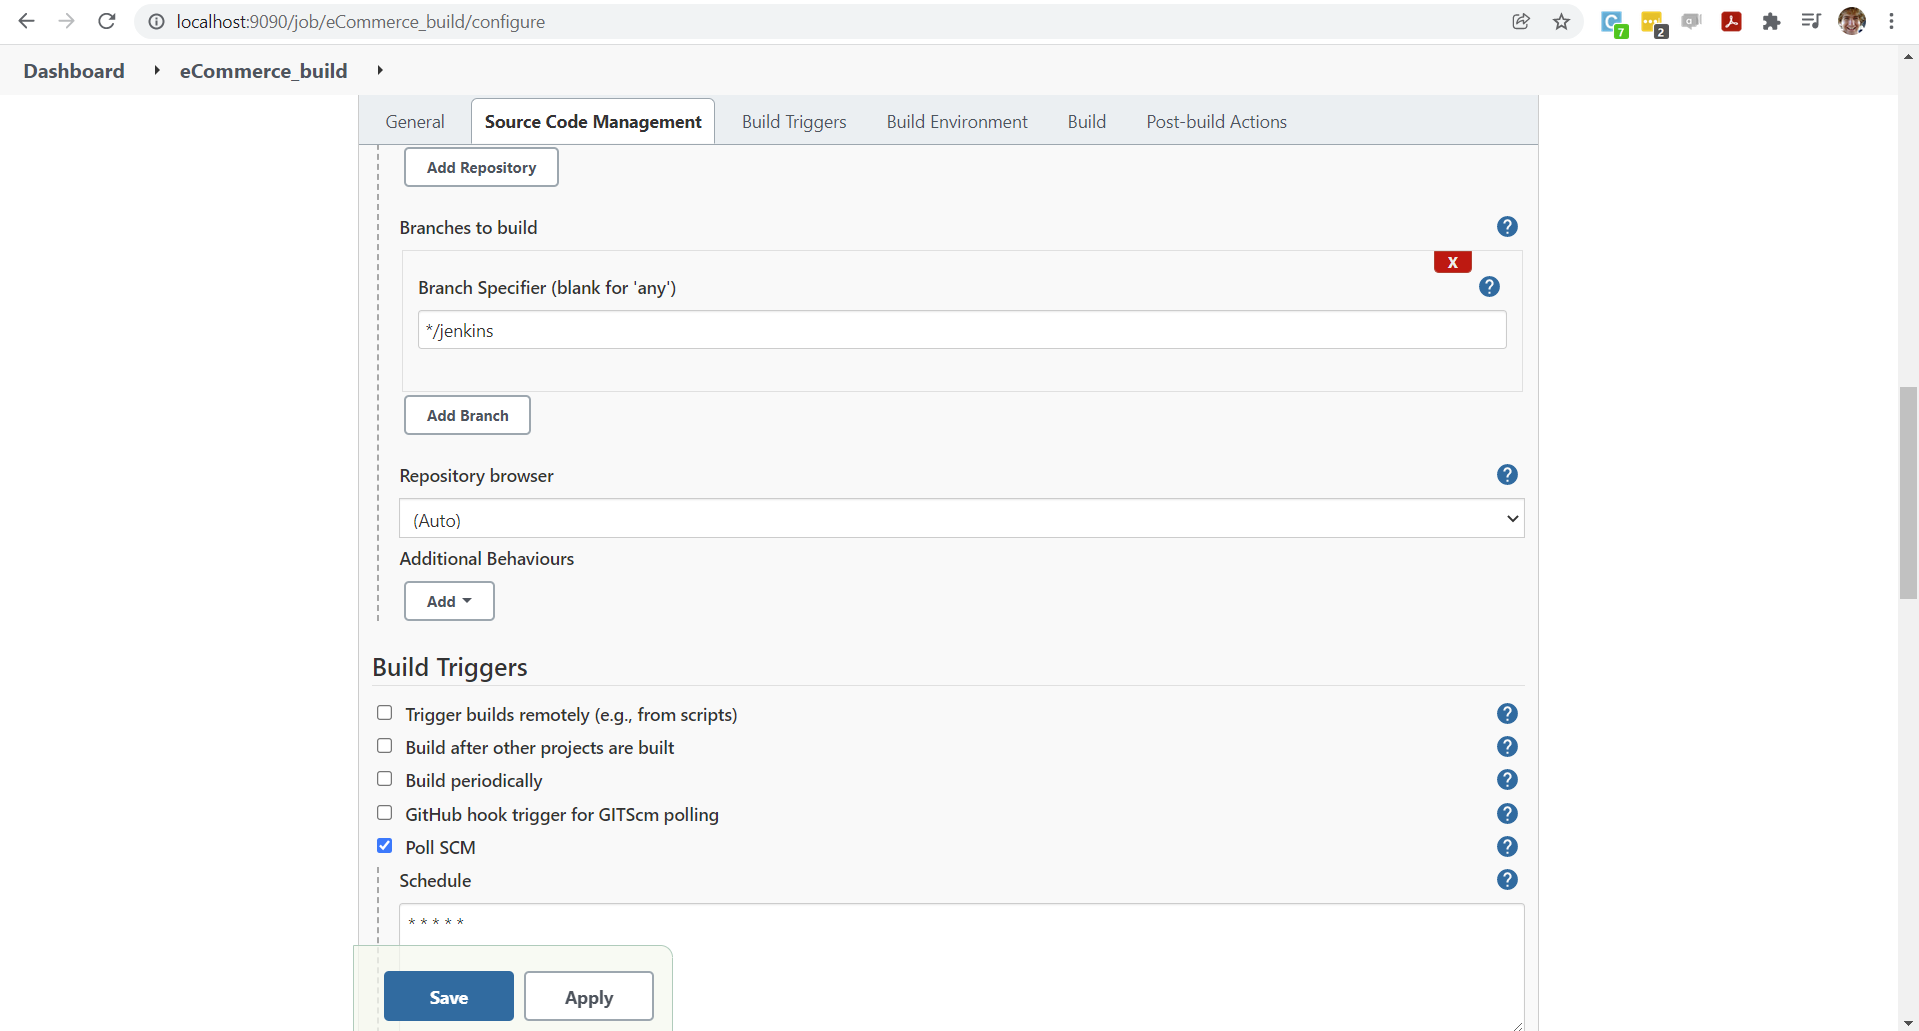 localhost:9090/job/eCommerce_build/configure
7
2
Dashboard eCommerce_build
General Source Code Management Build Triggers Build Environment Build Post-build Actions
Add Repository
Branches to build
?
X
Branch Specifier (blank for 'any')
?
*/jenkins
Add Branch
Repository browser
?
(Auto)
Additional Behaviours
Add
Build Triggers
Trigger builds remotely (e.g., from scripts)
?
Build after other projects are built
?
Build periodically
?
GitHub hook trigger for GITScm polling
?
Poll SCM
?
Schedule
?
* * * * *
Save Apply